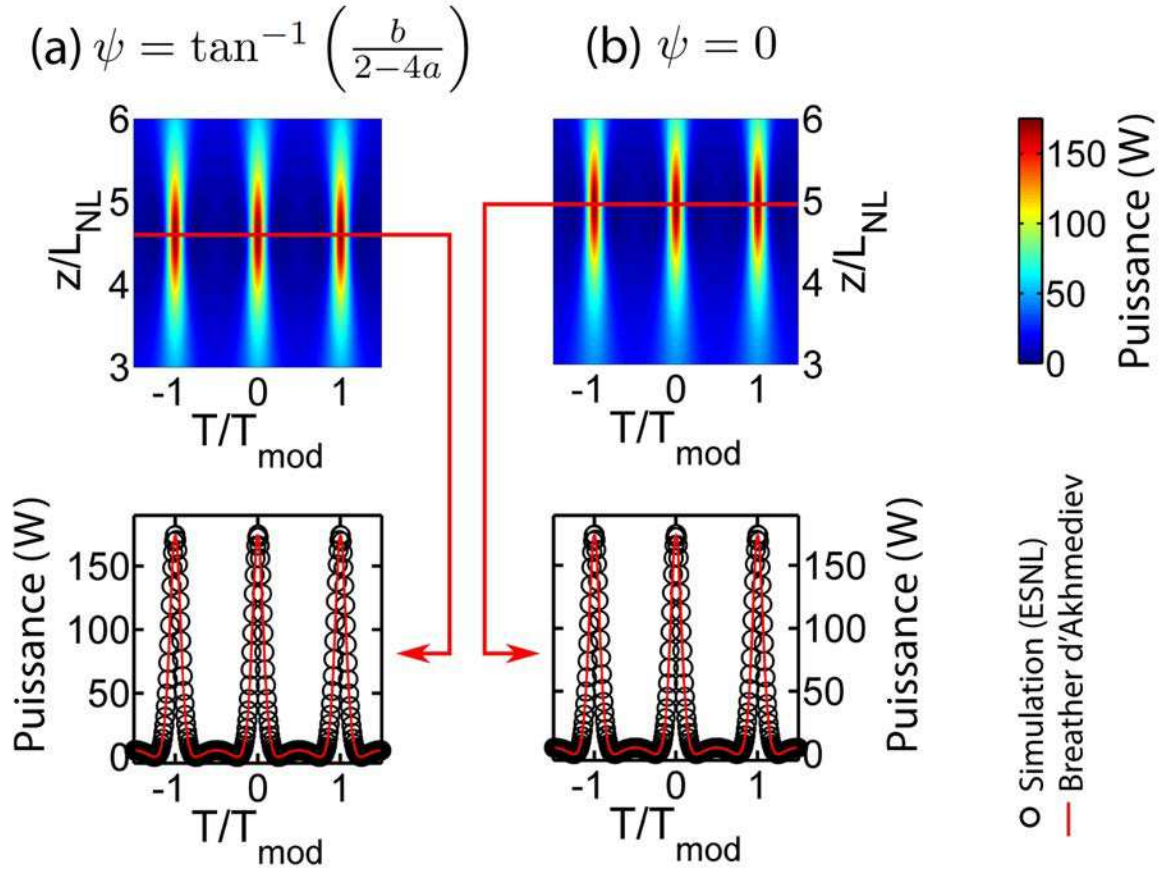 (a) ψ = tan⁻¹ ( b / 2−4a )
(b) ψ = 0
6
5
4
3
z/L_NL
-1 0 1
T/T_mod
6
5
4
3
z/L_NL
-1 0 1
T/T_mod
150
100
50
0
Puissance (W)
150
100
50
0
Puissance (W)
-1 0 1
T/T_mod
150
100
50
0
Puissance (W)
-1 0 1
T/T_mod
Simulation (ESNL)
Breather d'Akhmediev